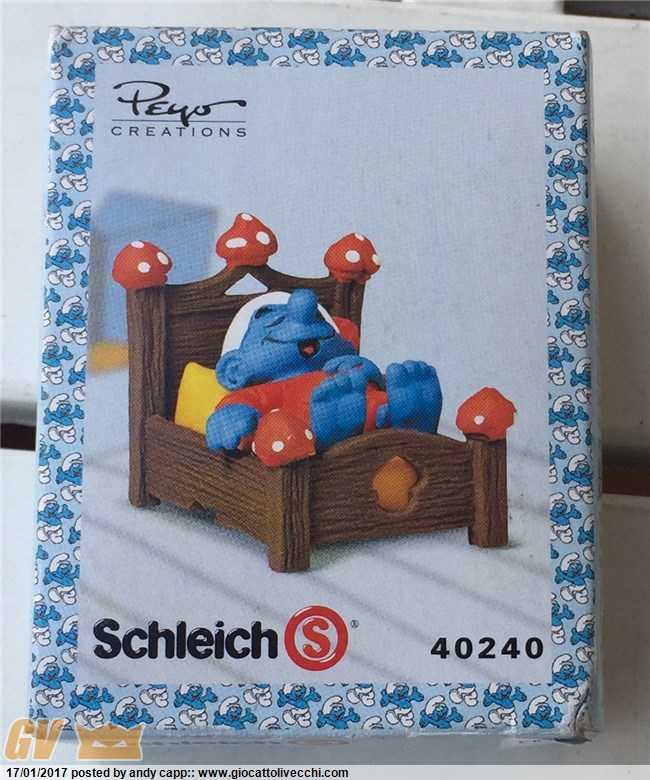 Peyo
CREATIONS
Schleich S ®
40240
GV
17/01/2017 posted by andy capp:: www.giocattolivecchi.com